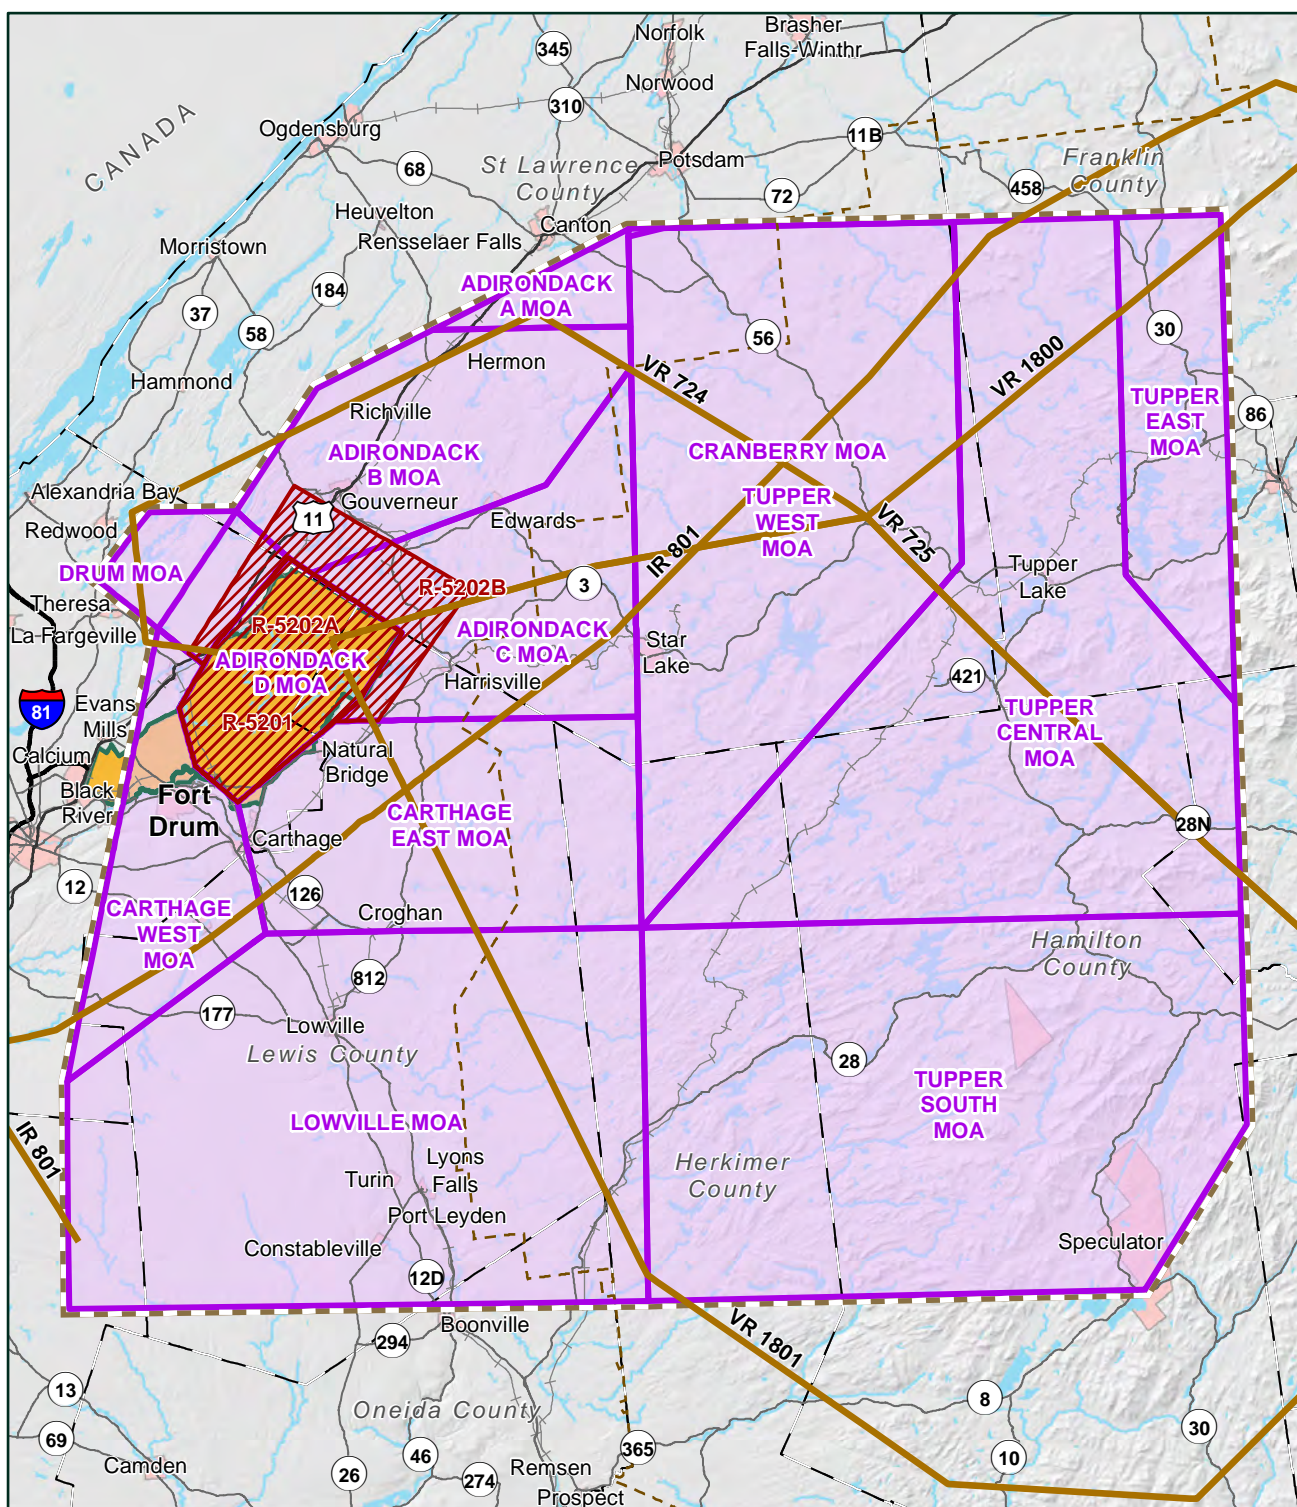 Norfolk
Brasher
Falls-Winthr
345
Norwood
CANADA
310
Ogdensburg
11B
68
St Lawrence
County
Potsdam
Franklin
County
458
72
Heuvelton
Rensselaer Falls
Canton
Morristown
184
ADIRONDACK
A MOA
37
58
56
30
Hermon
VR 724
VR 1800
Hammond
TUPPER
EAST
MOA
Richville
86
ADIRONDACK
B MOA
CRANBERRY MOA
Alexandria Bay
Gouverneur
TUPPER
WEST
MOA
Redwood
11
Edwards
IR 801
VR 725
DRUM MOA
R-5202B
3
Tupper
Lake
Theresa
La Fargeville
R-5202A
ADIRONDACK
C MOA
Star
Lake
ADIRONDACK
D MOA
Harrisville
421
81
Evans
Mills
R-5201
TUPPER
CENTRAL
MOA
Calcium
Natural
Bridge
Black
River
Fort
Drum
CARTHAGE
EAST MOA
28N
Carthage
12
126
CARTHAGE
WEST
MOA
Croghan
Hamilton
County
812
177
Lowville
Lewis County
28
TUPPER
SOUTH
MOA
LOWVILLE MOA
IR 801
Lyons
Falls
Turin
Herkimer
County
Port Leyden
Constableville
Speculator
12D
Boonville
VR 1801
294
13
8
Oneida County
30
69
46
365
10
Camden
26
274
Remsen
Prospect